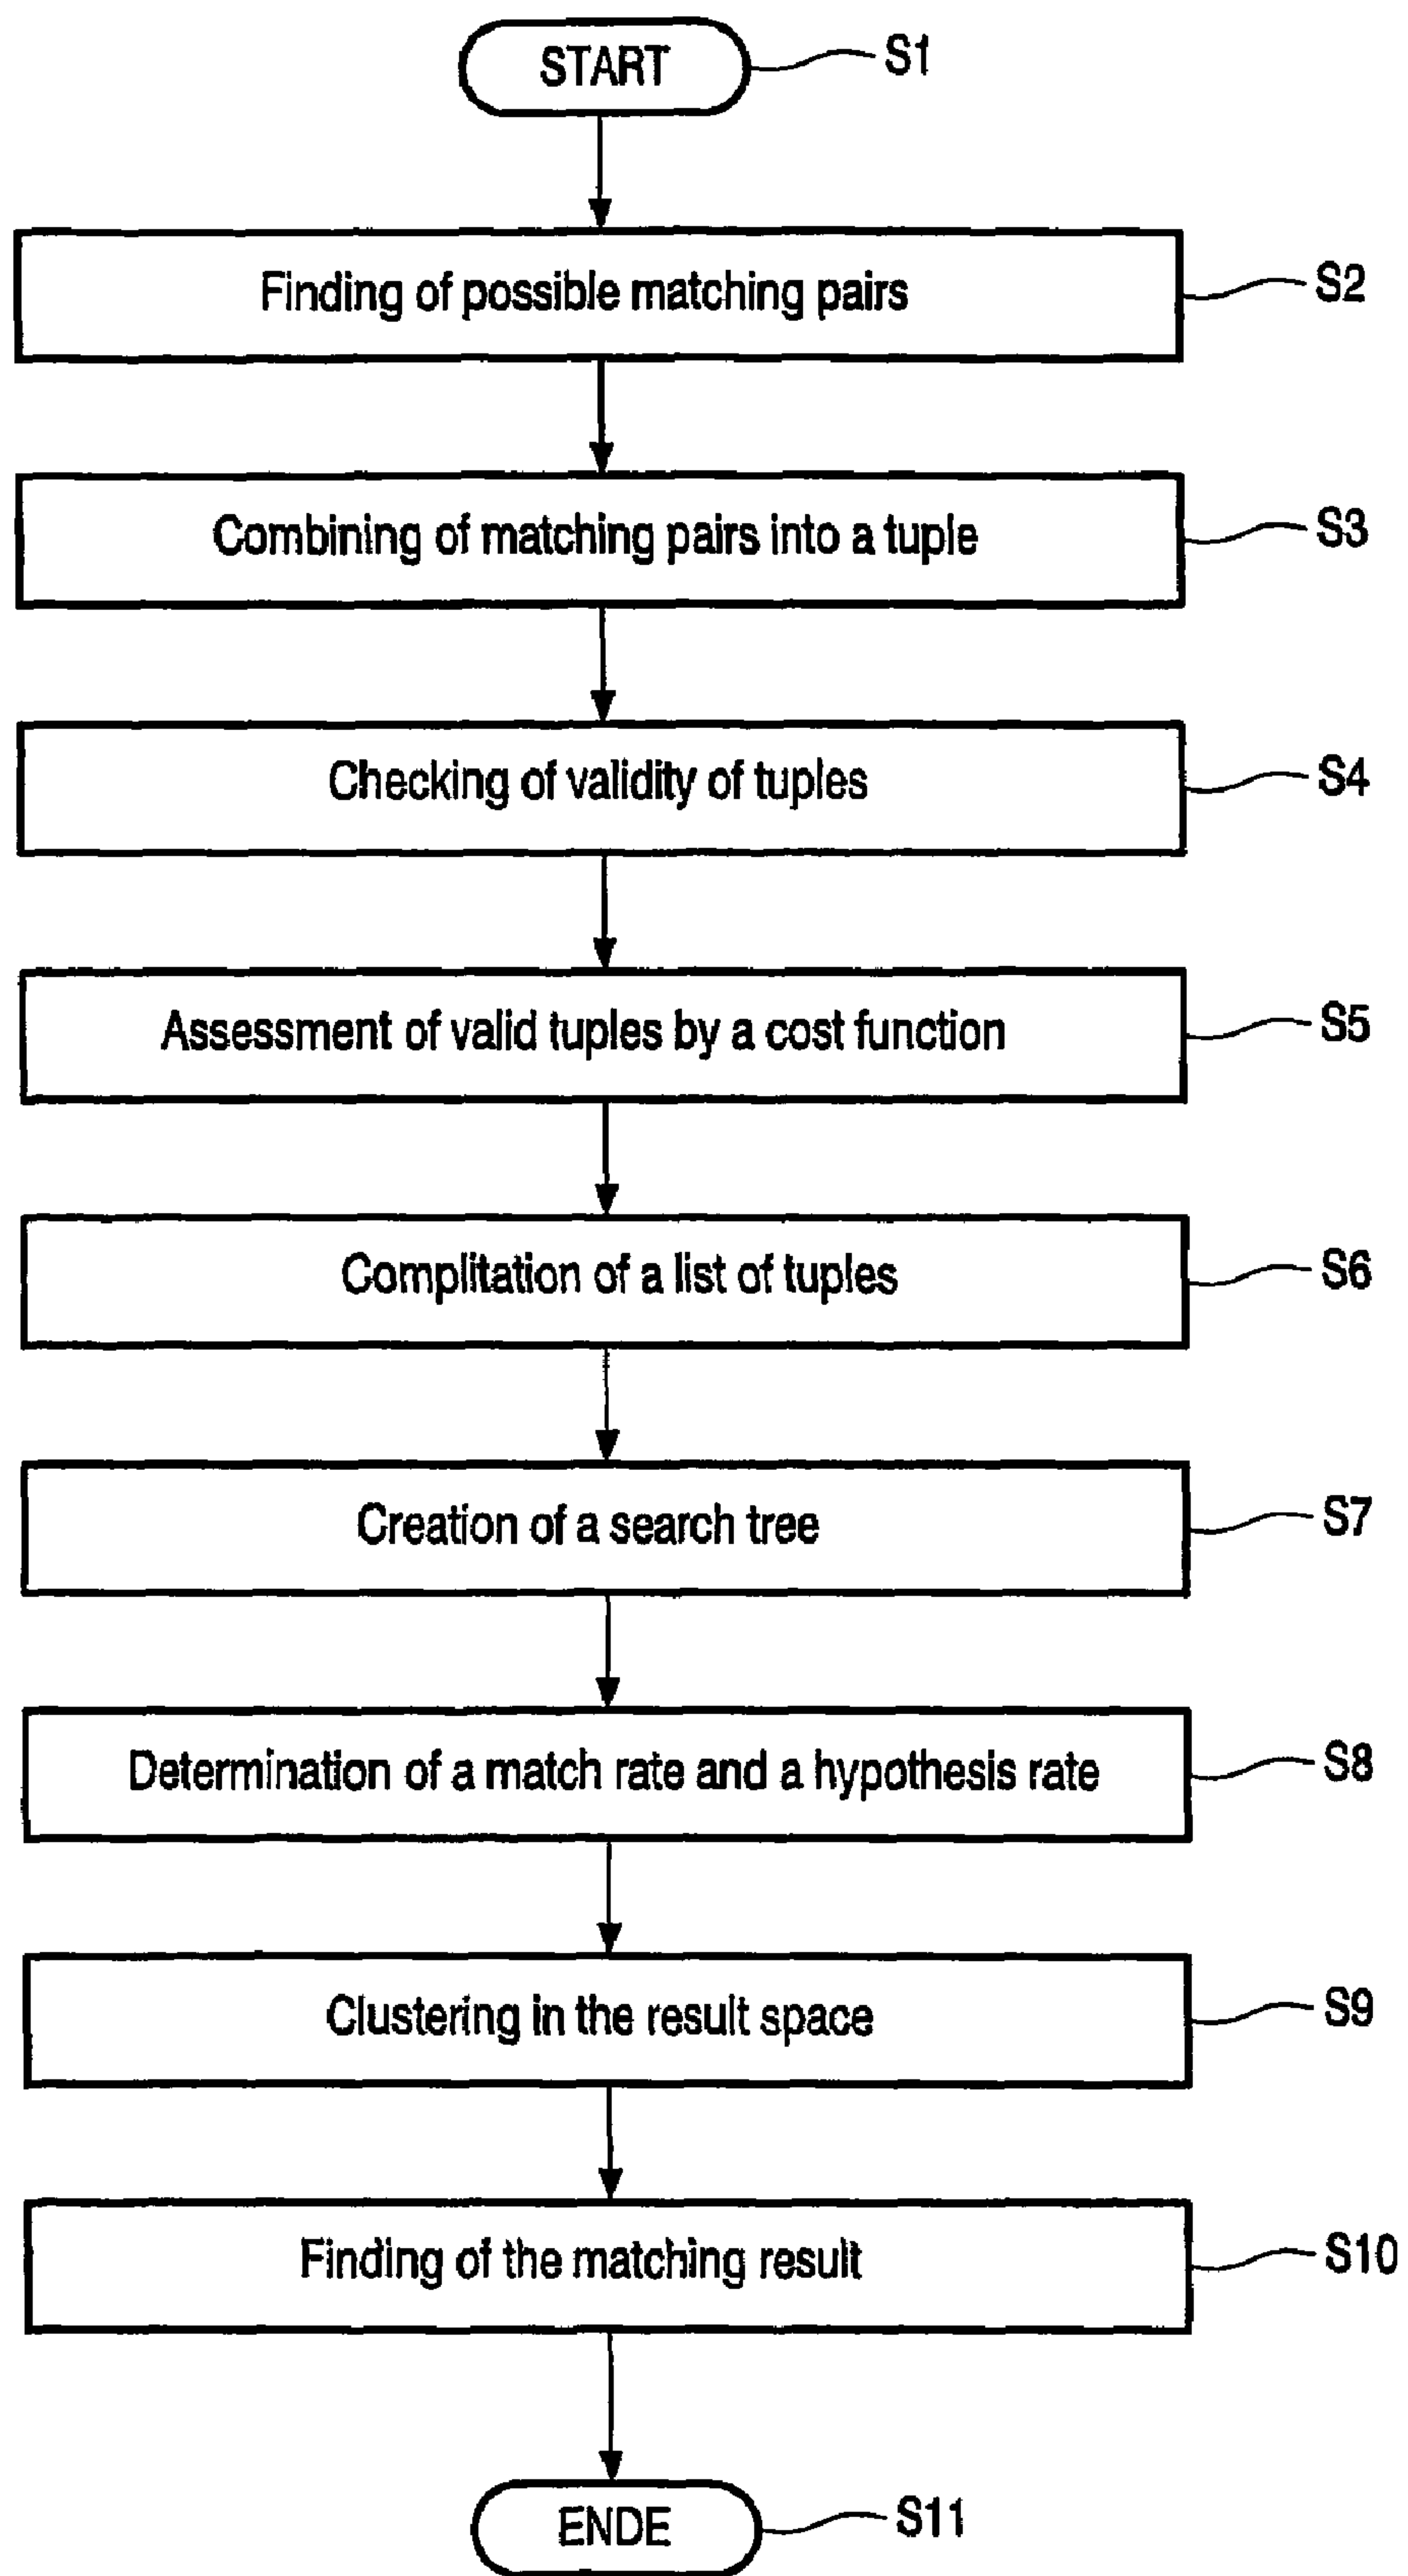 START S1
Finding of possible matching pairs S2
Combining of matching pairs into a tuple S3
Checking of validity of tuples S4
Assessment of valid tuples by a cost function S5
Complitation of a list of tuples S6
Creation of a search tree S7
Determination of a match rate and a hypothesis rate S8
Clustering in the result space S9
Finding of the matching result S10
ENDE S11